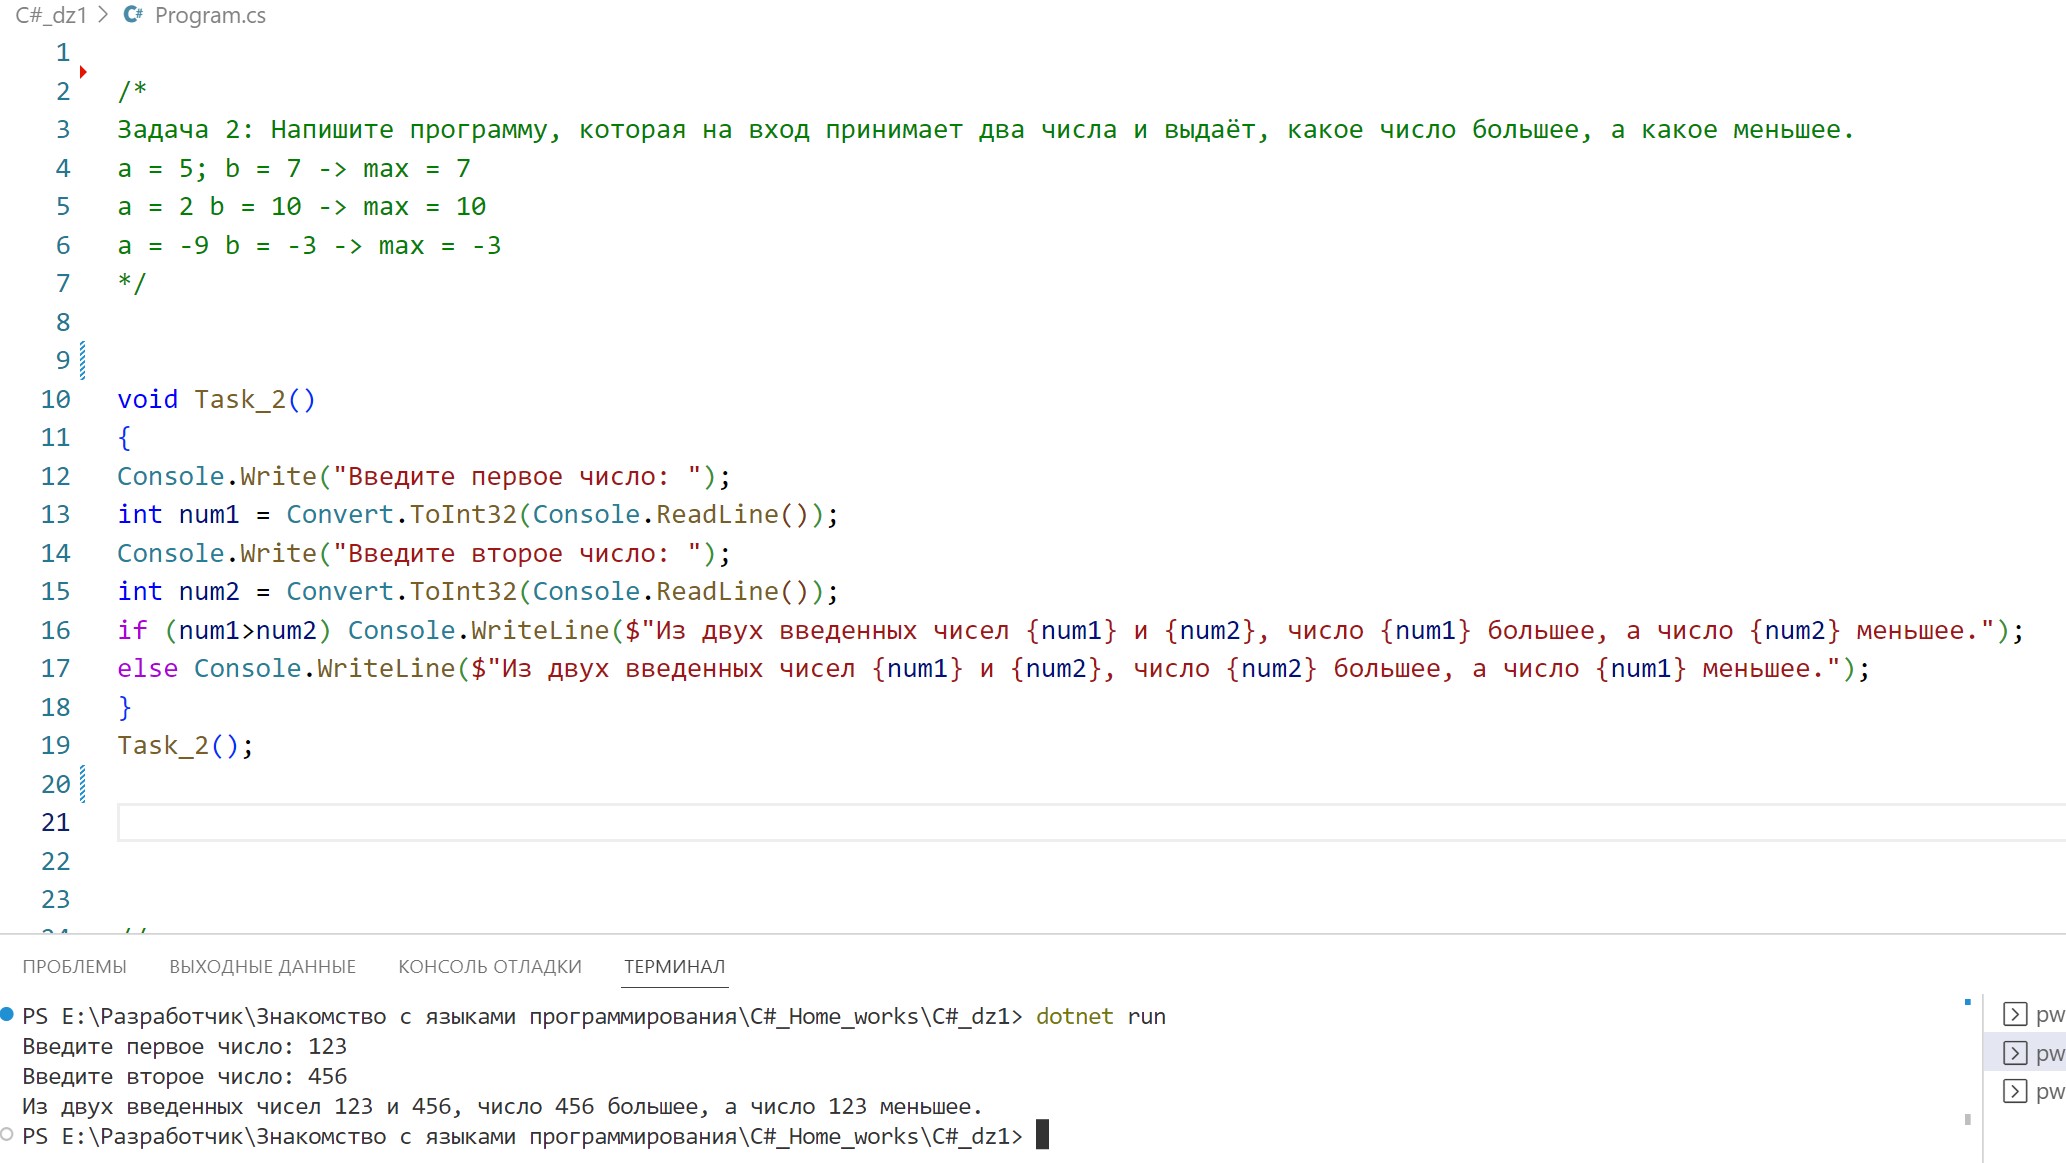 C#_dz1 > C# Program.cs
1
2 /*
3 Задача 2: Напишите программу, которая на вход принимает два числа и выдаёт, какое число большее, а какое меньшее.
4 a = 5; b = 7 -> max = 7
5 a = 2 b = 10 -> max = 10
6 a = -9 b = -3 -> max = -3
7 */
8
9
10 void Task_2()
11 {
12 Console.Write("Введите первое число: ");
13 int num1 = Convert.ToInt32(Console.ReadLine());
14 Console.Write("Введите второе число: ");
15 int num2 = Convert.ToInt32(Console.ReadLine());
16 if (num1>num2) Console.WriteLine($"Из двух введенных чисел {num1} и {num2}, число {num1} большее, а число {num2} меньшее.");
17 else Console.WriteLine($"Из двух введенных чисел {num1} и {num2}, число {num2} большее, а число {num1} меньшее.");
18 }
19 Task_2();
20
21
22
23
ПРОБЛЕМЫ ВЫХОДНЫЕ ДАННЫЕ КОНСОЛЬ ОТЛАДКИ ТЕРМИНАЛ
PS E:\Разработчик\Знакомство с языками программирования\C#_Home_works\C#_dz1> dotnet run
Введите первое число: 123
Введите второе число: 456
Из двух введенных чисел 123 и 456, число 456 большее, а число 123 меньшее.
PS E:\Разработчик\Знакомство с языками программирования\C#_Home_works\C#_dz1>
pw
pw
pw